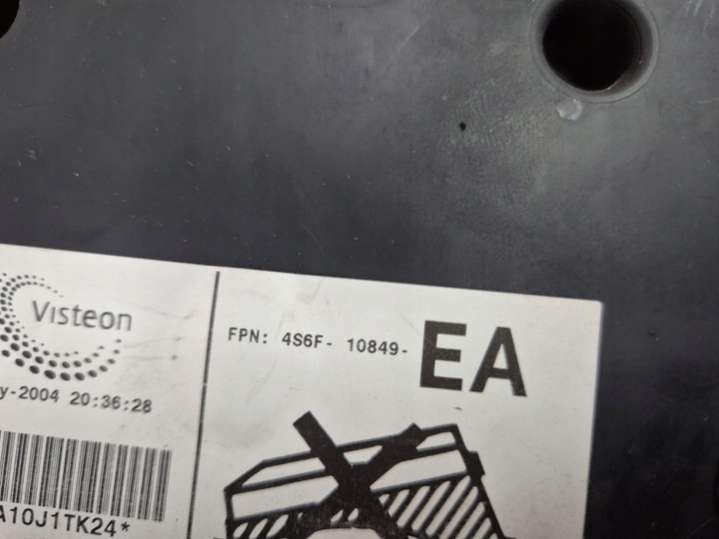 Visteon
FPN: 4S6F- 10849- EA
y-2004 20:36:28
A10J1TK24*